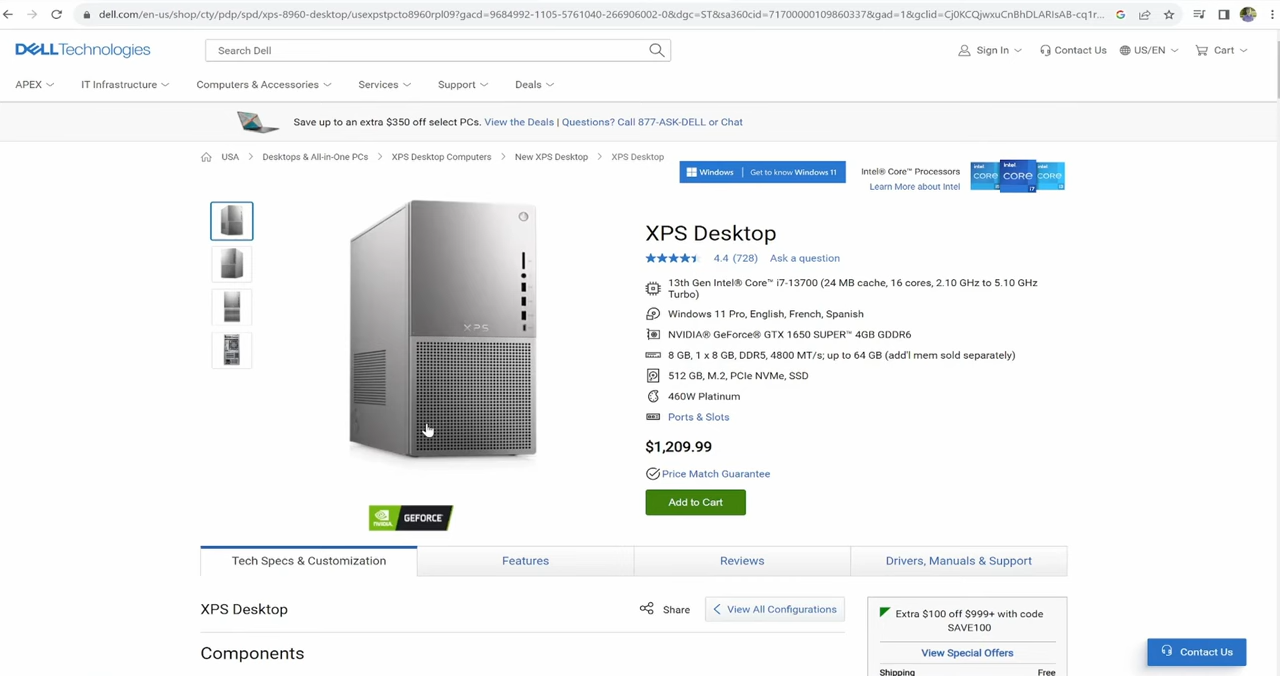 dell.com/en-us/shop/cty/pdp/spd/xps-8960-desktop/usexpstpcto8960rpl09?gacd=9684992-1105-5761040-266906002-0&dgc=ST&sa360cid=71700000109860337&gad=1&gclid=Cj0KCQjwxuCnBhDLARIsAB-cq1r...
DELLTechnologies
Search Dell
Sign In
Contact Us
US/EN
Cart
APEX
IT Infrastructure
Computers & Accessories
Services
Support
Deals
Save up to an extra $350 off select PCs. View the Deals | Questions? Call 877-ASK-DELL or Chat
USA > Desktops & All-in-One PCs > XPS Desktop Computers > New XPS Desktop > XPS Desktop
Windows | Get to know Windows 11
Intel® Core™ Processors
Learn More about Intel
intel CORE intel CORE i7 intel CORE
XPS
XPS Desktop
4.4 (728) Ask a question
13th Gen Intel® Core™ i7-13700 (24 MB cache, 16 cores, 2.10 GHz to 5.10 GHz
Turbo)
Windows 11 Pro, English, French, Spanish
NVIDIA® GeForce® GTX 1650 SUPER™ 4GB GDDR6
8 GB, 1 x 8 GB, DDR5, 4800 MT/s; up to 64 GB (add'l mem sold separately)
512 GB, M.2, PCIe NVMe, SSD
460W Platinum
Ports & Slots
$1,209.99
Price Match Guarantee
Add to Cart
NVIDIA GEFORCE
Tech Specs & Customization
Features
Reviews
Drivers, Manuals & Support
XPS Desktop
Share
View All Configurations
Components
Extra $100 off $999+ with code
SAVE100
View Special Offers
Shipping Free
Contact Us